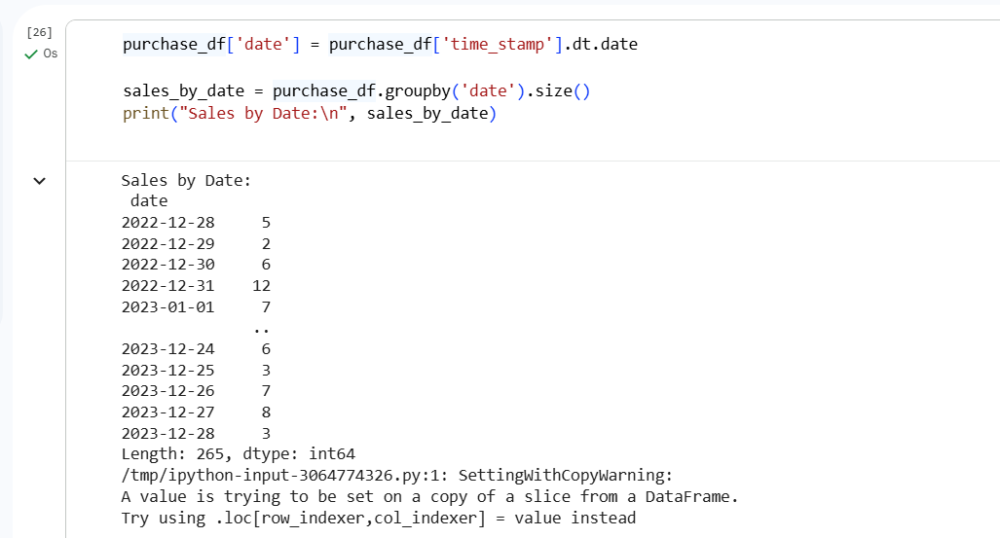 [26]
0s
purchase_df['date'] = purchase_df['time_stamp'].dt.date
sales_by_date = purchase_df.groupby('date').size()
print("Sales by Date:\n", sales_by_date)
Sales by Date:
 date
2022-12-28     5
2022-12-29     2
2022-12-30     6
2022-12-31    12
2023-01-01     7
              ..
2023-12-24     6
2023-12-25     3
2023-12-26     7
2023-12-27     8
2023-12-28     3
Length: 265, dtype: int64
/tmp/ipython-input-3064774326.py:1: SettingWithCopyWarning:
A value is trying to be set on a copy of a slice from a DataFrame.
Try using .loc[row_indexer,col_indexer] = value instead